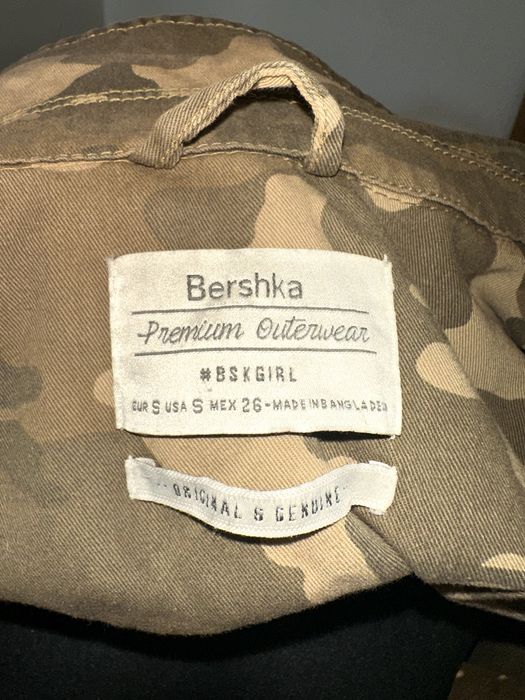 Bershka
Premium Outerwear
#BSKGIRL
EUR S USA S MEX 26-MADE IN BANGLADESH
ORIGINAL & GENUINE